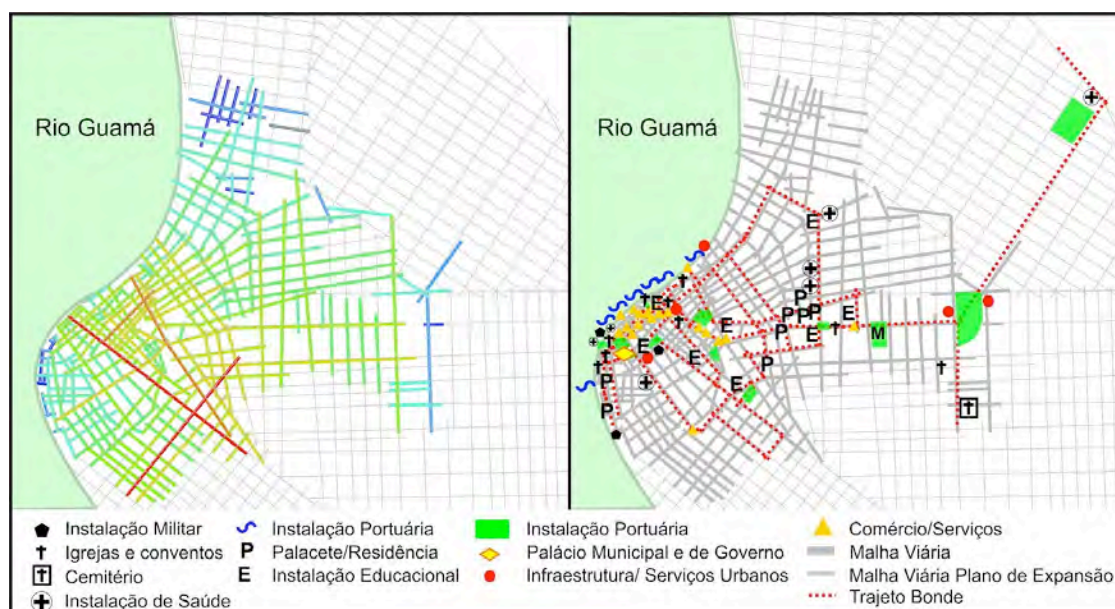 Rio Guamá
Rio Guamá
E
P
P
P
P
P
E
P
P
E
E
M
E
E
E
P
E
P
P
Instalação Militar
Igrejas e conventos
Cemitério
Instalação de Saúde
Instalação Portuária
P Palacete/Residência
E Instalação Educacional
Instalação Portuária
Palácio Municipal e de Governo
Infraestrutura/ Serviços Urbanos
Comércio/Serviços
Malha Viária
Malha Viária Plano de Expansão
Trajeto Bonde